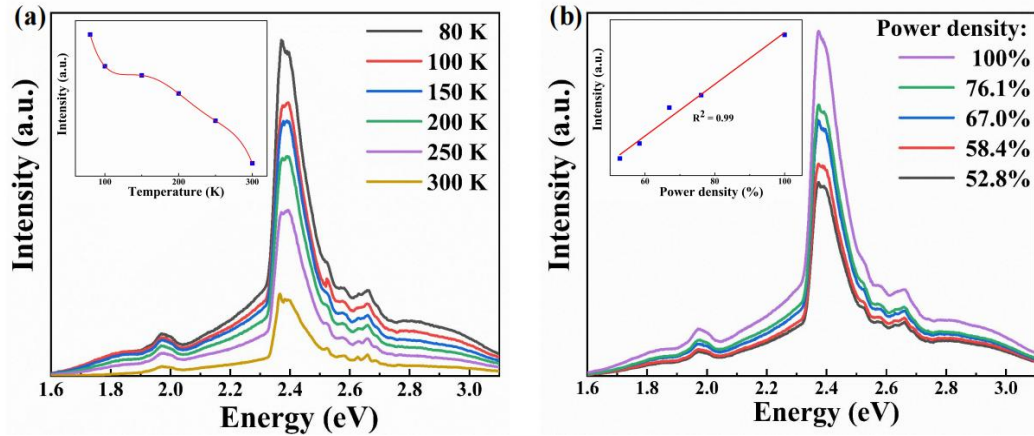 (a)
80 K
100 K
150 K
200 K
250 K
300 K
Intensity (a.u.)
100 200 300
Temperature (K)
Intensity (a.u.)
1.6 1.8 2.0 2.2 2.4 2.6 2.8 3.0
Energy (eV)
(b)
Power density:
100%
76.1%
67.0%
58.4%
52.8%
Intensity (a.u.)
R² = 0.99
60 80 100
Power density (%)
Intensity (a.u.)
1.6 1.8 2.0 2.2 2.4 2.6 2.8 3.0
Energy (eV)